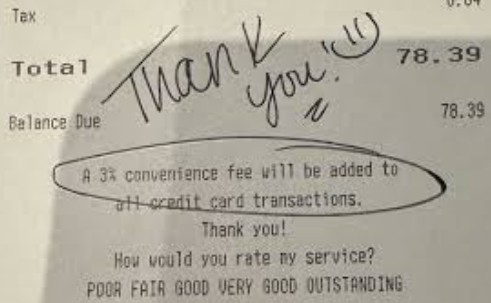 Tax
Total 78.39
Thank you!
Balance Due 78.39
A 3% convenience fee will be added to
all credit card transactions.
Thank you!
How would you rate my service?
POOR FAIR GOOD VERY GOOD OUTSTANDING